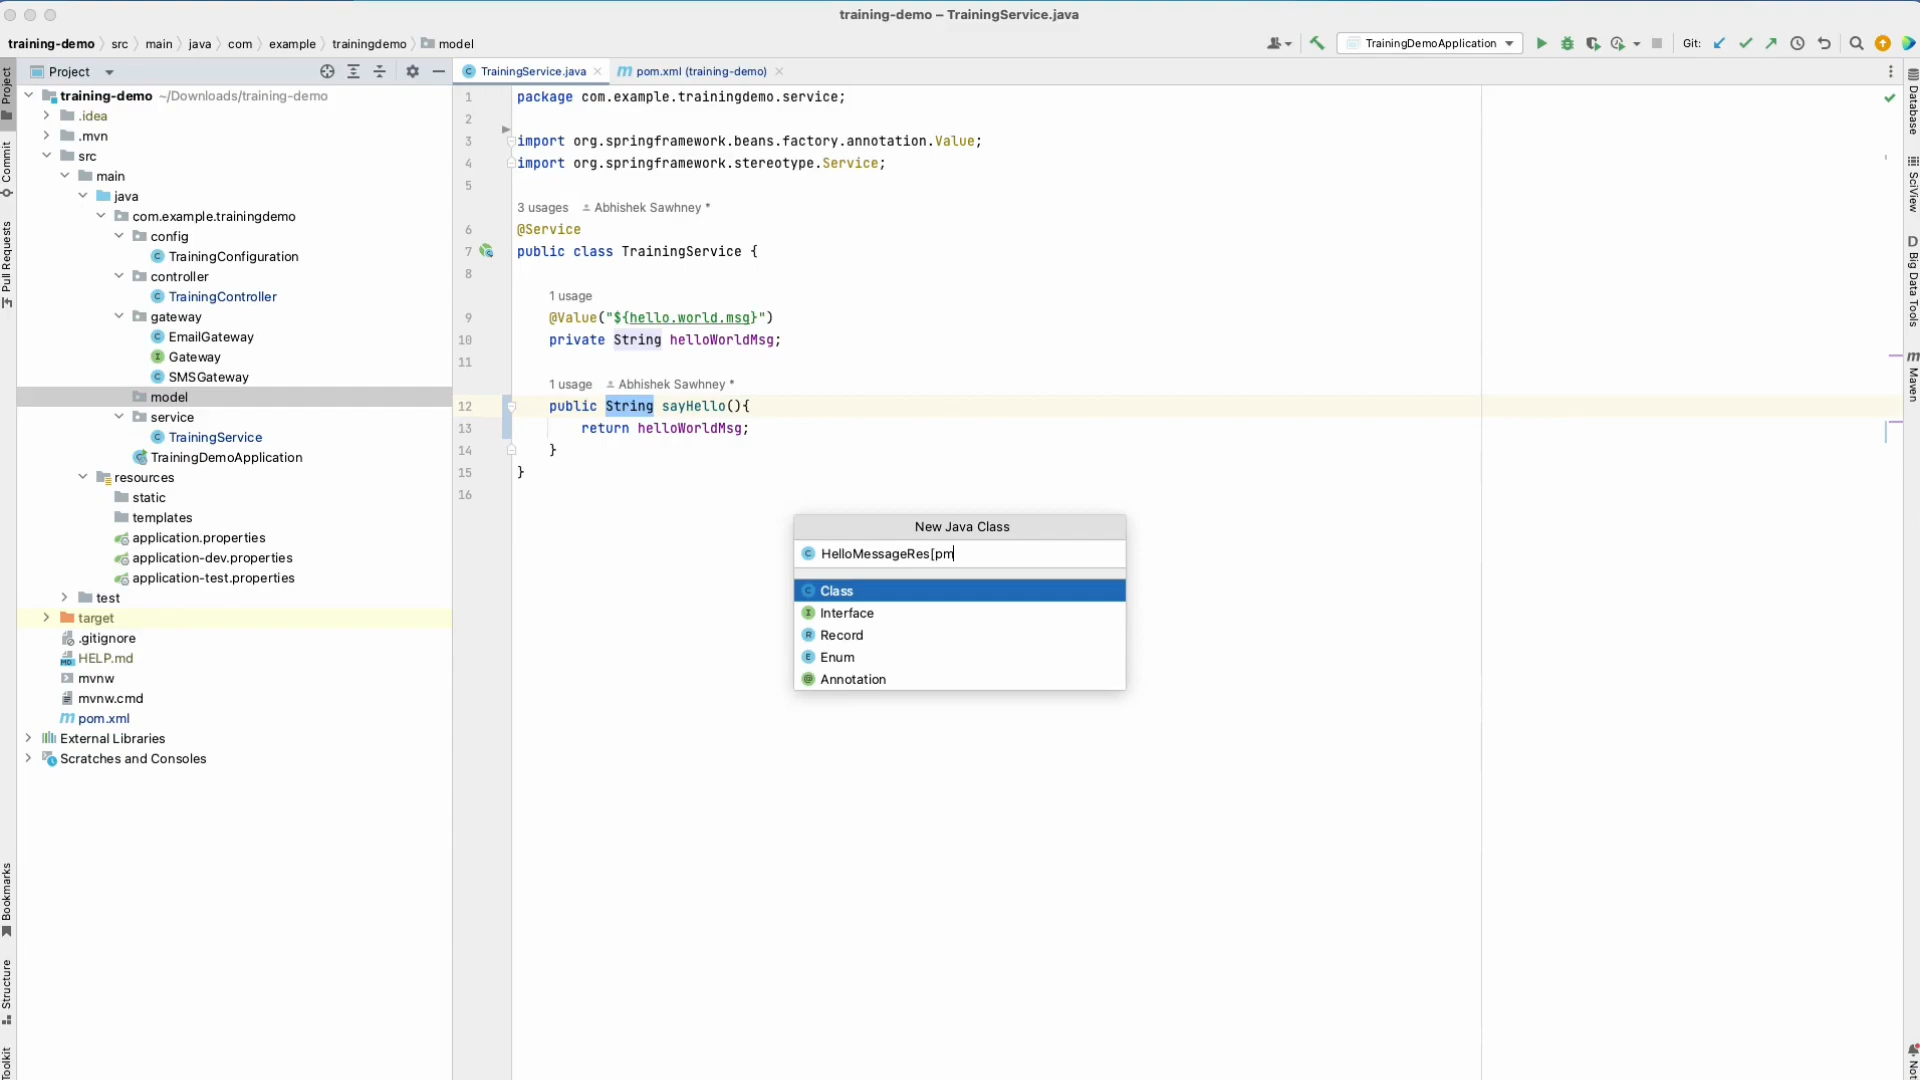 training-demo – TrainingService.java
training-demo src main java com example trainingdemo model
TrainingDemoApplication Git:
Project
TrainingService.java pom.xml (training-demo)
training-demo ~/Downloads/training-demo
.idea
.mvn
src
main
java
com.example.trainingdemo
config
TrainingConfiguration
controller
TrainingController
gateway
EmailGateway
Gateway
SMSGateway
model
service
TrainingService
TrainingDemoApplication
resources
static
templates
application.properties
application-dev.properties
application-test.properties
test
target
.gitignore
HELP.md
mvnw
mvnw.cmd
pom.xml
External Libraries
Scratches and Consoles
1 package com.example.trainingdemo.service;
2
3 import org.springframework.beans.factory.annotation.Value;
4 import org.springframework.stereotype.Service;
5
3 usages Abhishek Sawhney *
6 @Service
7 public class TrainingService {
8
1 usage
9 @Value("${hello.world.msg}")
10 private String helloWorldMsg;
11
1 usage Abhishek Sawhney *
12 public String sayHello(){
13 return helloWorldMsg;
14 }
15 }
16
New Java Class
HelloMessageRes[pm
Class
Interface
Record
Enum
Annotation
Project
Commit
Pull Requests
Bookmarks
Structure
Toolkit
Database
SciView
Big Data Tools
Maven
Not